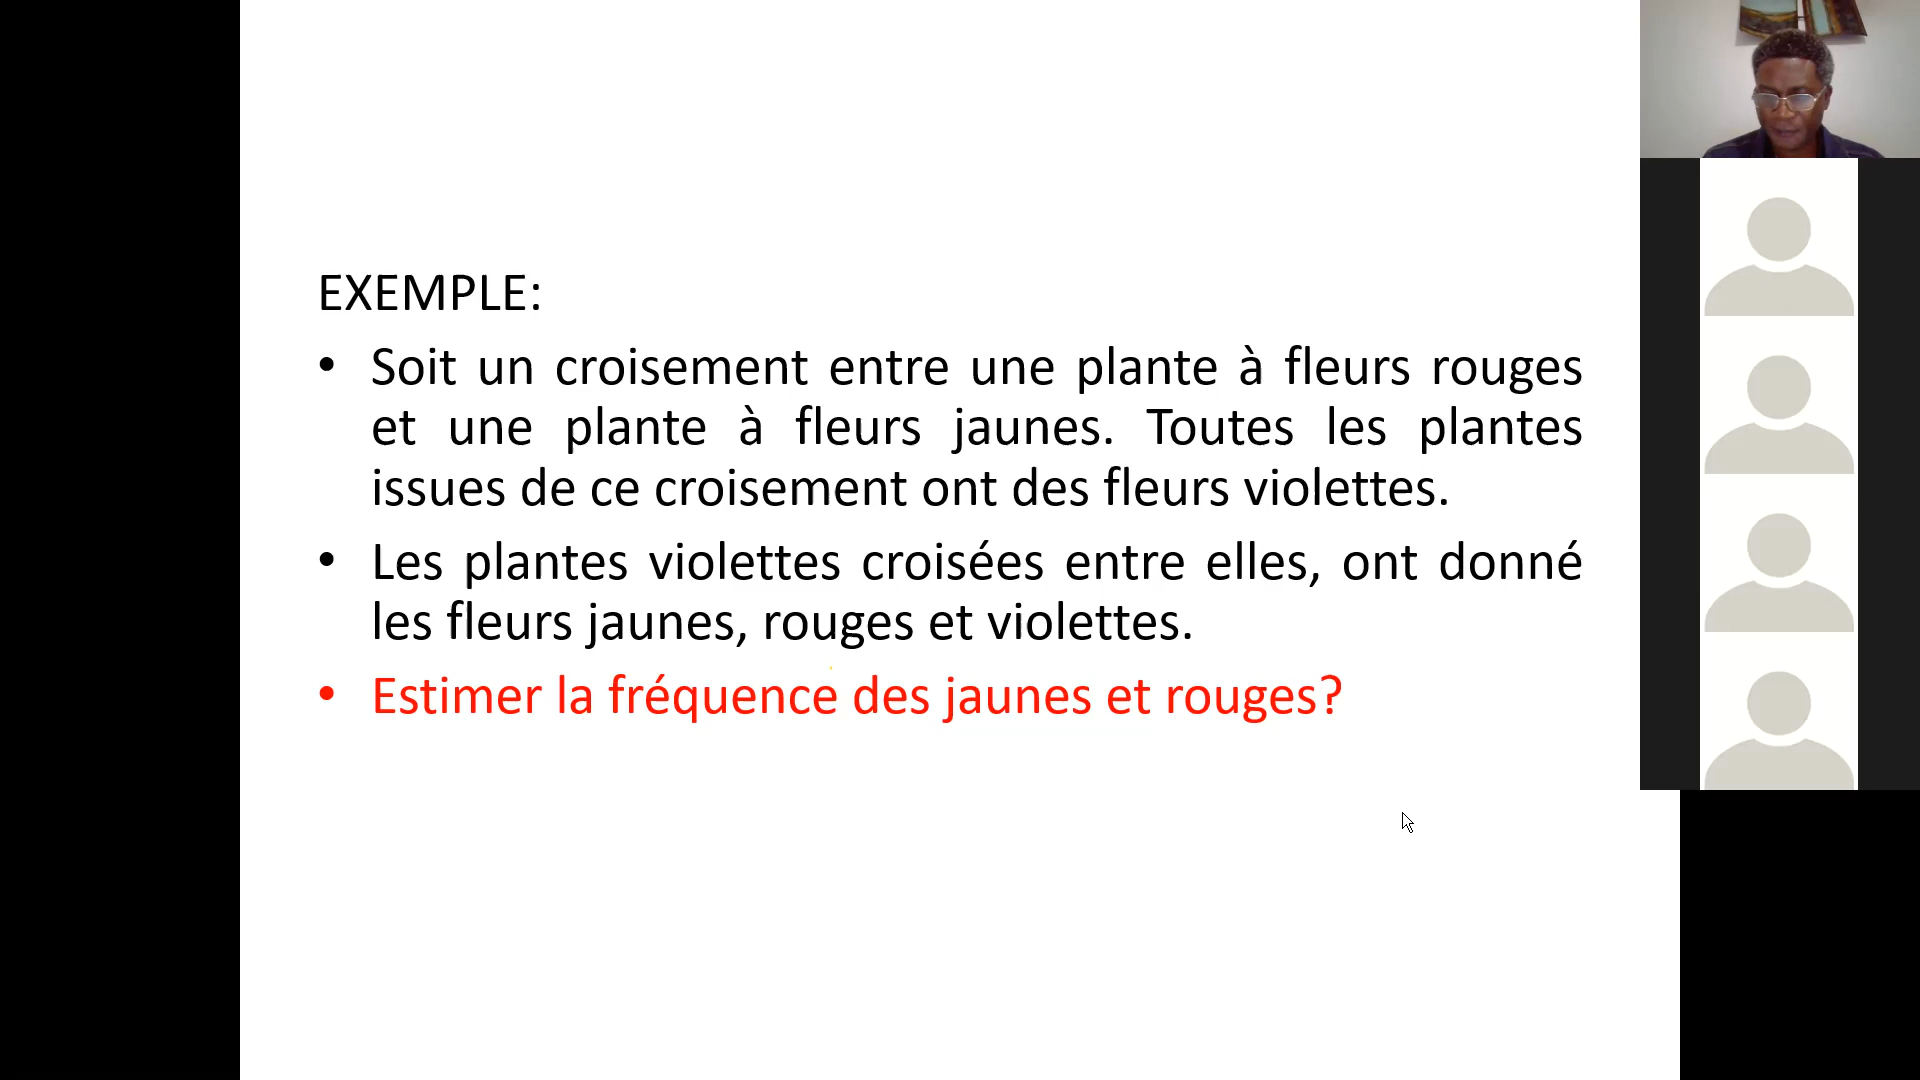 EXEMPLE:
• Soit un croisement entre une plante à fleurs rouges
et une plante à fleurs jaunes. Toutes les plantes
issues de ce croisement ont des fleurs violettes.
• Les plantes violettes croisées entre elles, ont donné
les fleurs jaunes, rouges et violettes.
• Estimer la fréquence des jaunes et rouges?